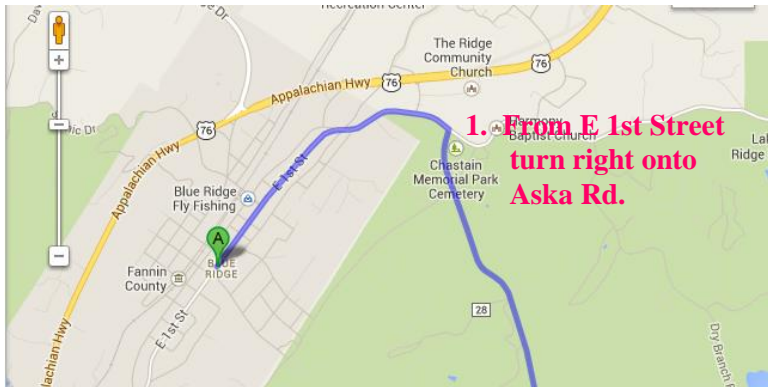 Recreation Center
The Ridge
Community
Church
76
Appalachian Hwy
76
76
1. From E 1st Street
turn right onto
Aska Rd.
Harmony
Baptist Church
Chastain
Memorial Park
Cemetery
E 1st St
Blue Ridge
Fly Fishing
Appalachian Hwy
A
BLUE
RIDGE
Fannin
County
E 1st St
28
Ridge
Dry Branch